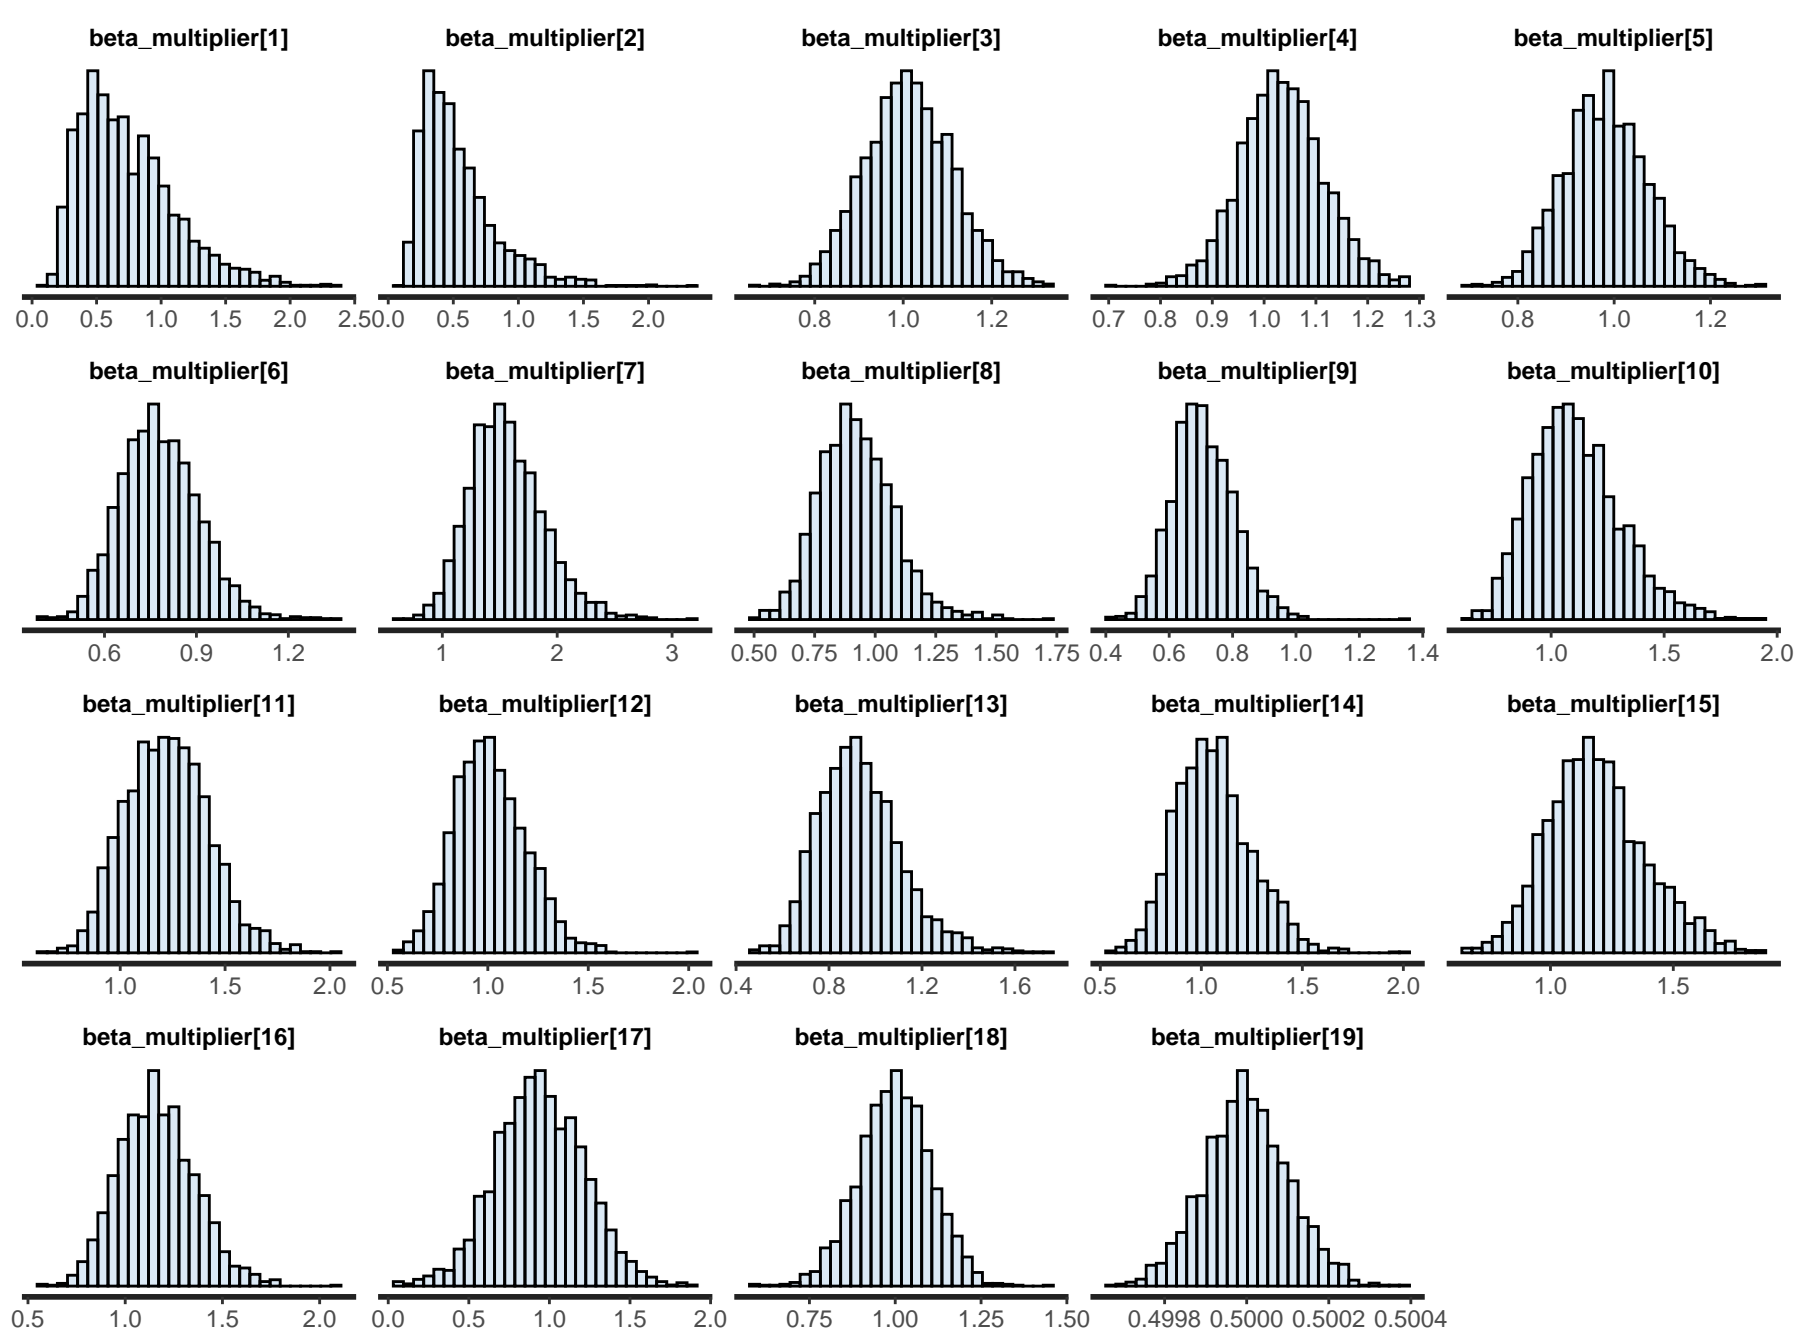 beta_multiplier[1] beta_multiplier[2] beta_multiplier[3] beta_multiplier[4] beta_multiplier[5]
0.0 0.5 1.0 1.5 2.0 2.5 0.0 0.5 1.0 1.5 2.0 0.8 1.0 1.2 0.7 0.8 0.9 1.0 1.1 1.2 1.3 0.8 1.0 1.2
beta_multiplier[6] beta_multiplier[7] beta_multiplier[8] beta_multiplier[9] beta_multiplier[10]
0.6 0.9 1.2 1 2 3 0.50 0.75 1.00 1.25 1.50 1.75 0.4 0.6 0.8 1.0 1.2 1.4 1.0 1.5 2.0
beta_multiplier[11] beta_multiplier[12] beta_multiplier[13] beta_multiplier[14] beta_multiplier[15]
1.0 1.5 2.0 0.5 1.0 1.5 2.0 0.4 0.8 1.2 1.6 0.5 1.0 1.5 2.0 1.0 1.5
beta_multiplier[16] beta_multiplier[17] beta_multiplier[18] beta_multiplier[19]
0.5 1.0 1.5 2.0 0.0 0.5 1.0 1.5 2.0 0.75 1.00 1.25 1.50 0.4998 0.5000 0.5002 0.5004